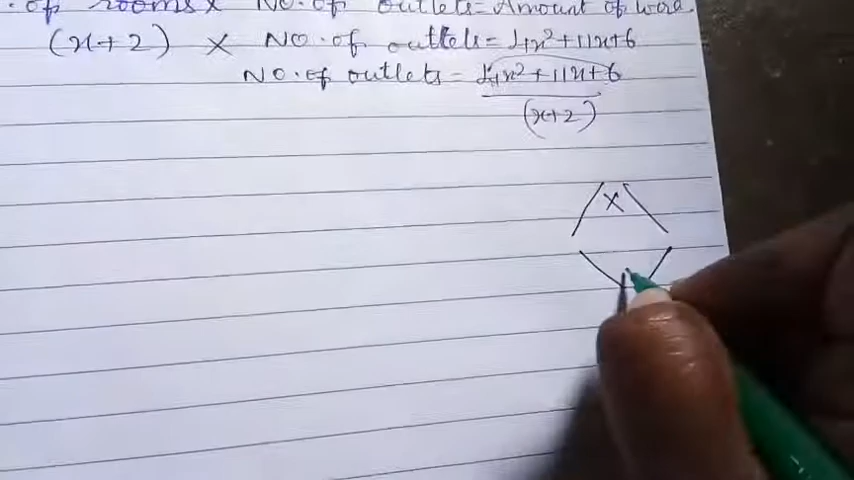 . of rooms x No. of outlets = Amount of word.
(x+2) x No. of outlets = 4x²+11x+6
No. of outlets = 4x²+11x+6
(x+2)
x